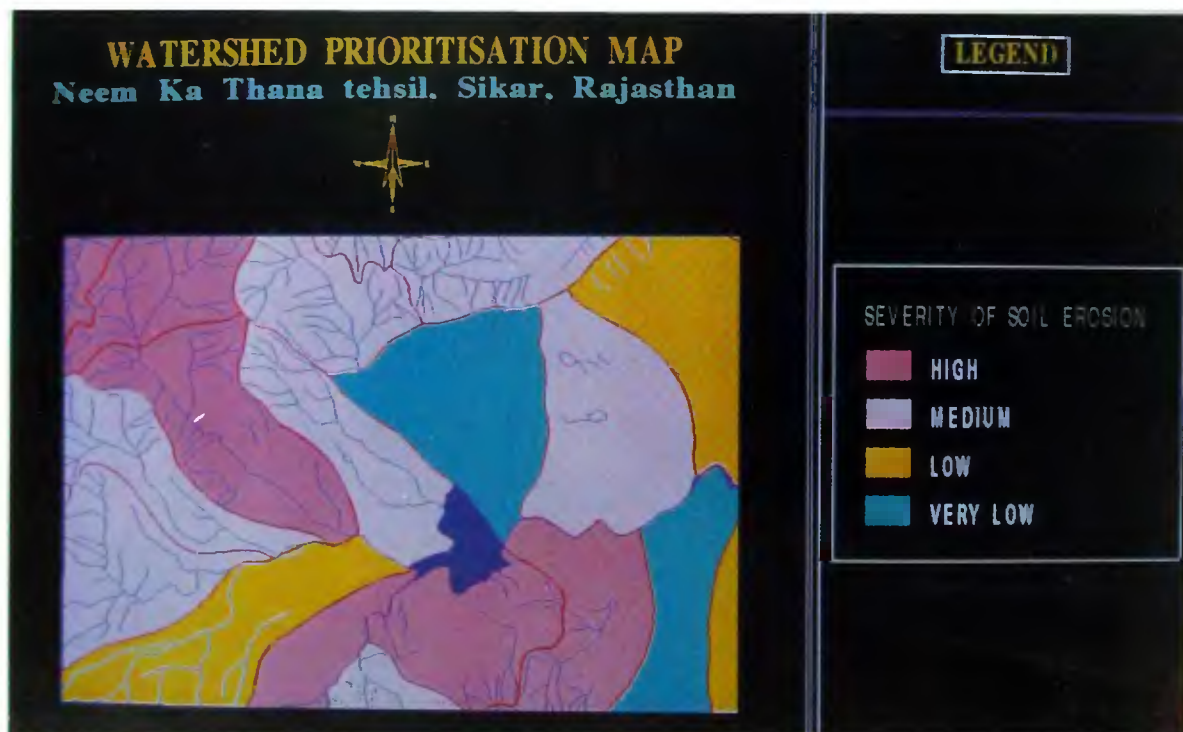 WATERSHED PRIORITISATION MAP
Neem Ka Thana tehsil. Sikar. Rajasthan
LEGEND
SEVERITY OF SOIL EROSION
HIGH
MEDIUM
LOW
VERY LOW